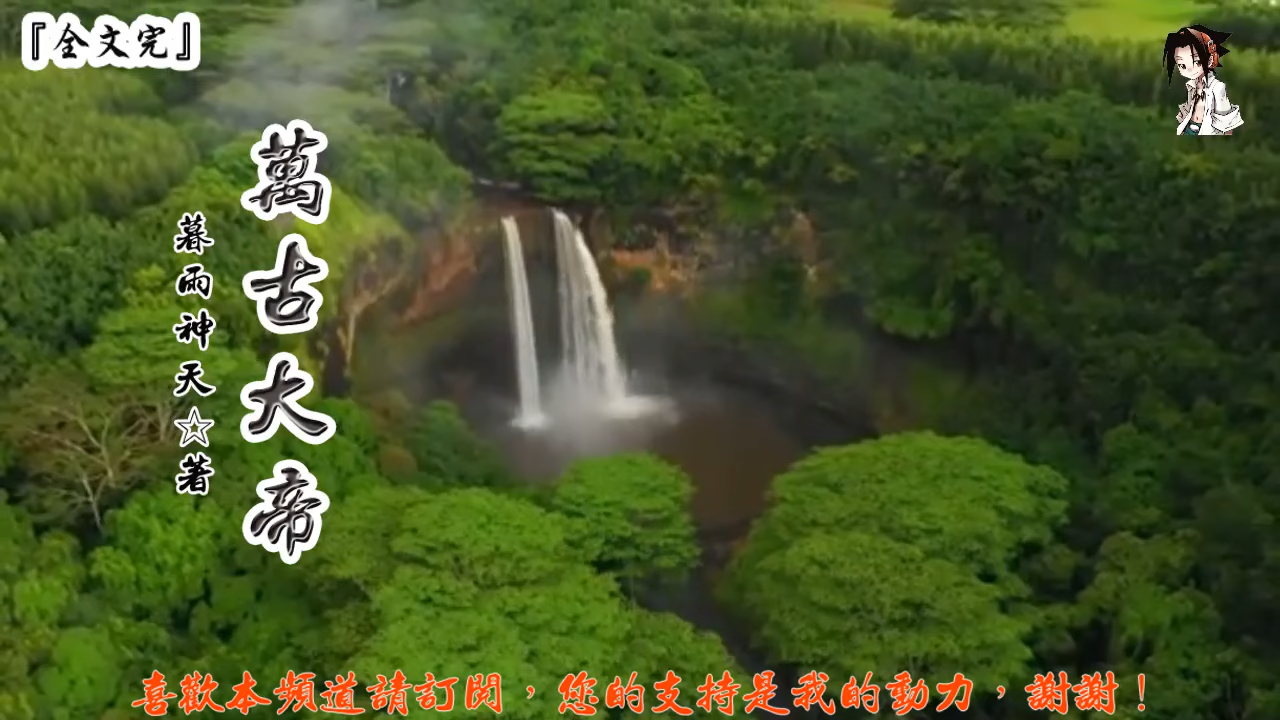 『全文完』
萬古大帝
暮雨神天☆著
喜歡本頻道請訂閱，您的支持是我的動力，謝謝！